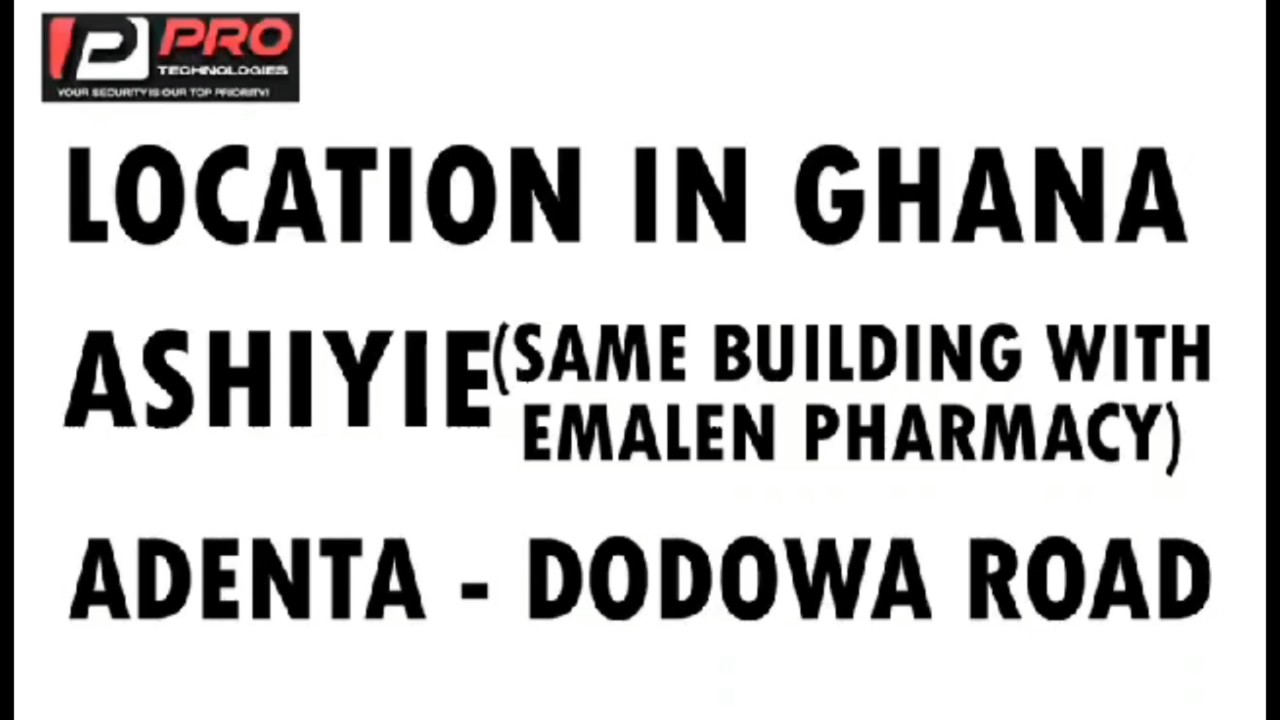 PRO
TECHNOLOGIES
YOUR SECURITY IS OUR TOP PRIORITY!
LOCATION IN GHANA
ASHIYIE (SAME BUILDING WITH
EMALEN PHARMACY)
ADENTA - DODOWA ROAD